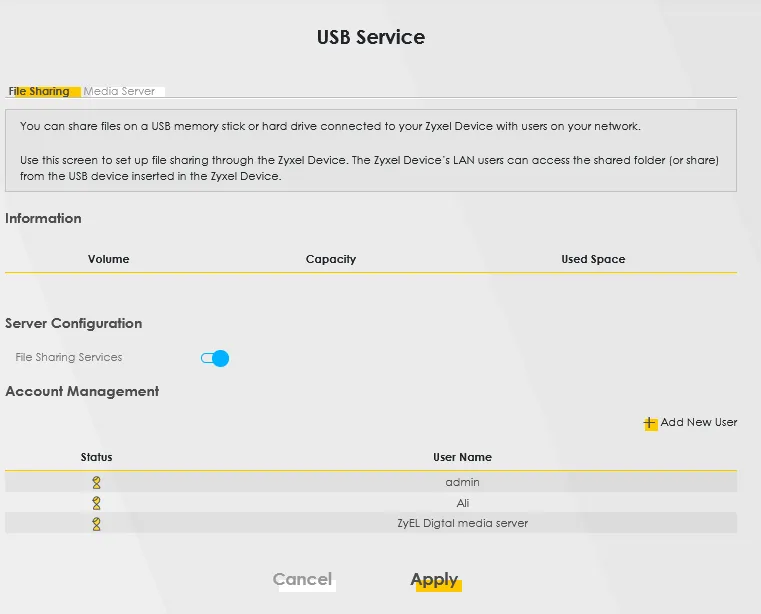 USB Service
File Sharing Media Server
You can share files on a USB memory stick or hard drive connected to your Zyxel Device with users on your network.
Use this screen to set up file sharing through the Zyxel Device. The Zyxel Device's LAN users can access the shared folder (or share)
from the USB device inserted in the Zyxel Device.
Information
Volume Capacity Used Space
Server Configuration
File Sharing Services
Account Management
+ Add New User
Status User Name
admin
Ali
ZyEL Digtal media server
Cancel Apply